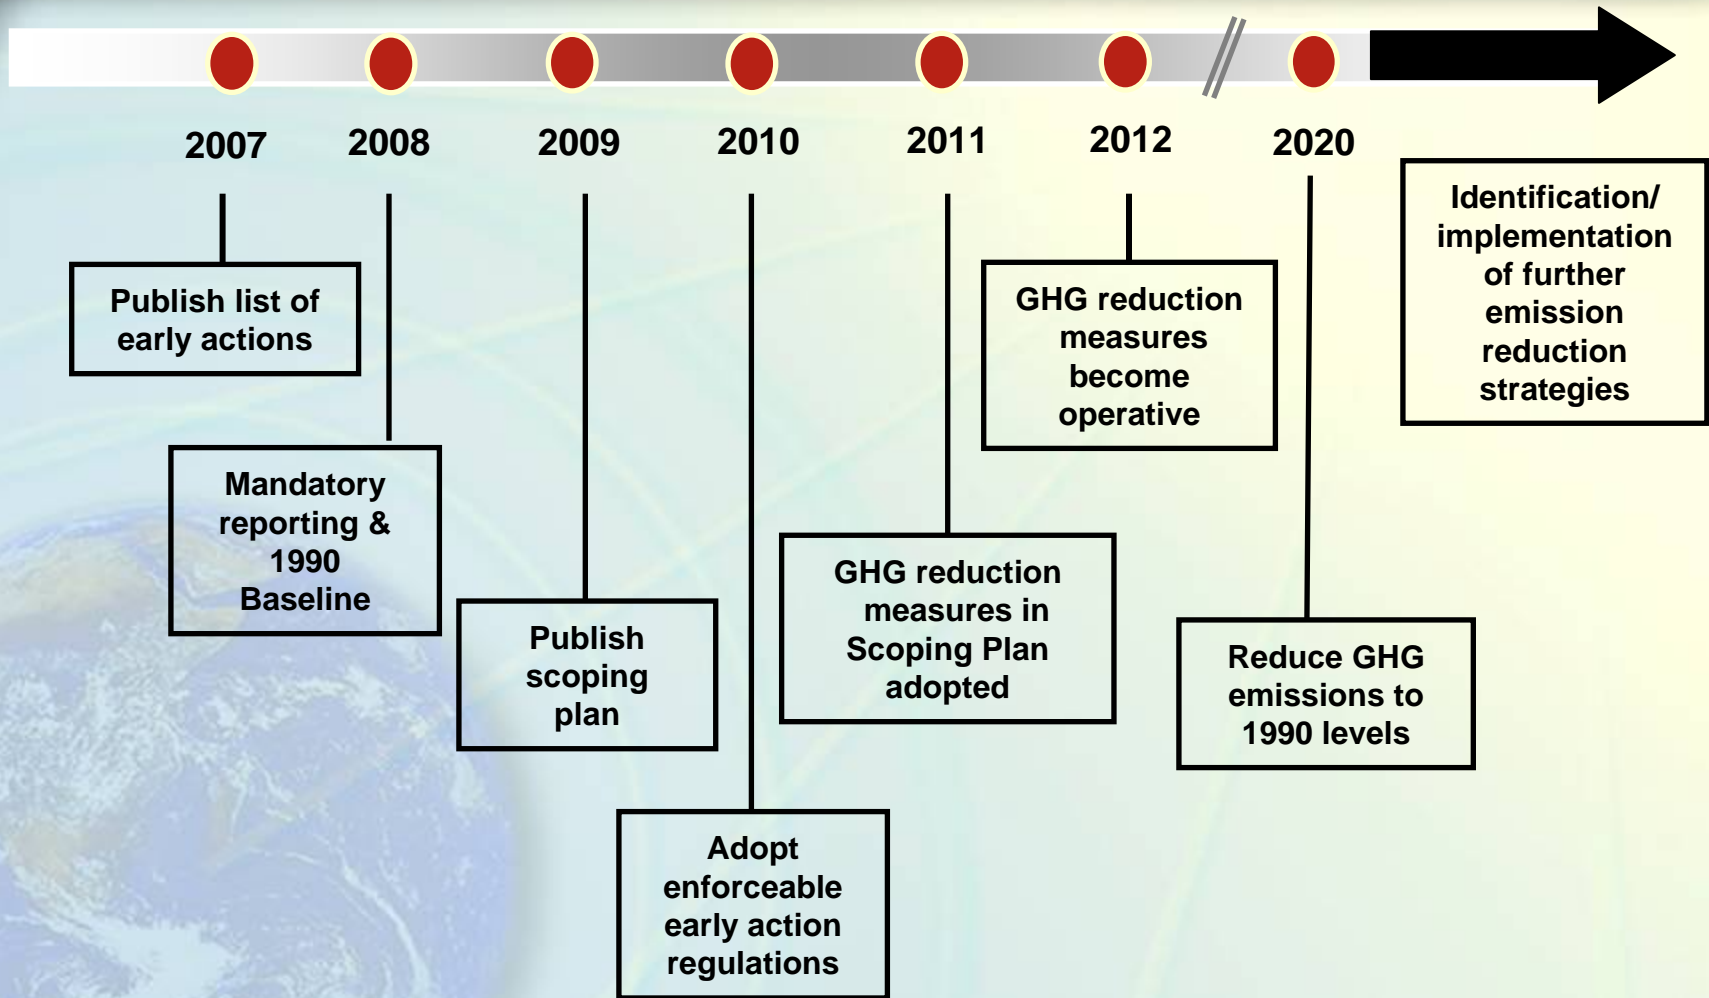 2007
2008
2009
2010
2011
2012
2020
Publish list of
early actions
Mandatory
reporting &
1990
Baseline
Publish
scoping
plan
Adopt
enforceable
early action
regulations
GHG reduction
measures in
Scoping Plan
adopted
GHG reduction
measures
become
operative
Reduce GHG
emissions to
1990 levels
Identification/
implementation
of further
emission
reduction
strategies